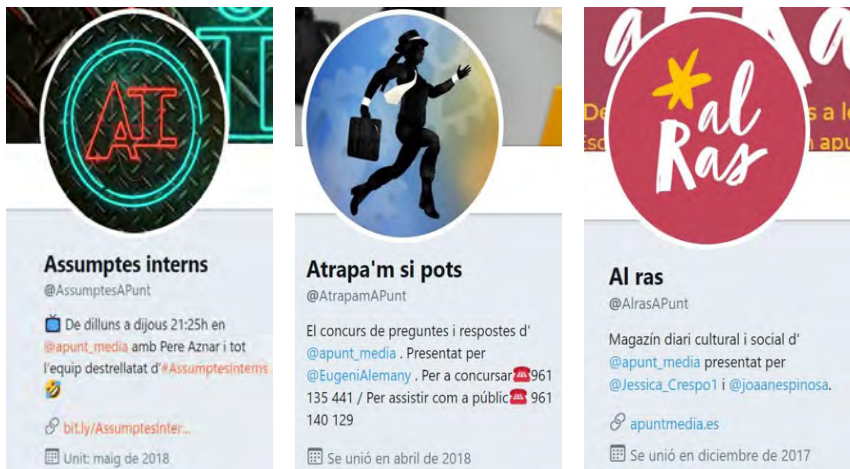 AI
Assumptes interns
@AssumptesAPunt
De dilluns a dijous 21:25h en
@apunt_media amb Pere Aznar i tot
l'equip destrellatat d'#AssumptesInterns
bit.ly/AssumptesInter...
Unit: maig de 2018
Atrapa'm si pots
@AtrapamAPunt
El concurs de preguntes i respostes d'
@apunt_media . Presentat per
@EugeniAlemany . Per a concursar☎961
135 441 / Per assistir com a públic☎ 961
140 129
Se unió en abril de 2018
al
Ras
Al ras
@AlrasAPunt
Magazín diari cultural i social d'
@apunt_media presentat per
@Jessica_Crespo1 i @joaanespinosa.
apuntmedia.es
Se unió en diciembre de 2017